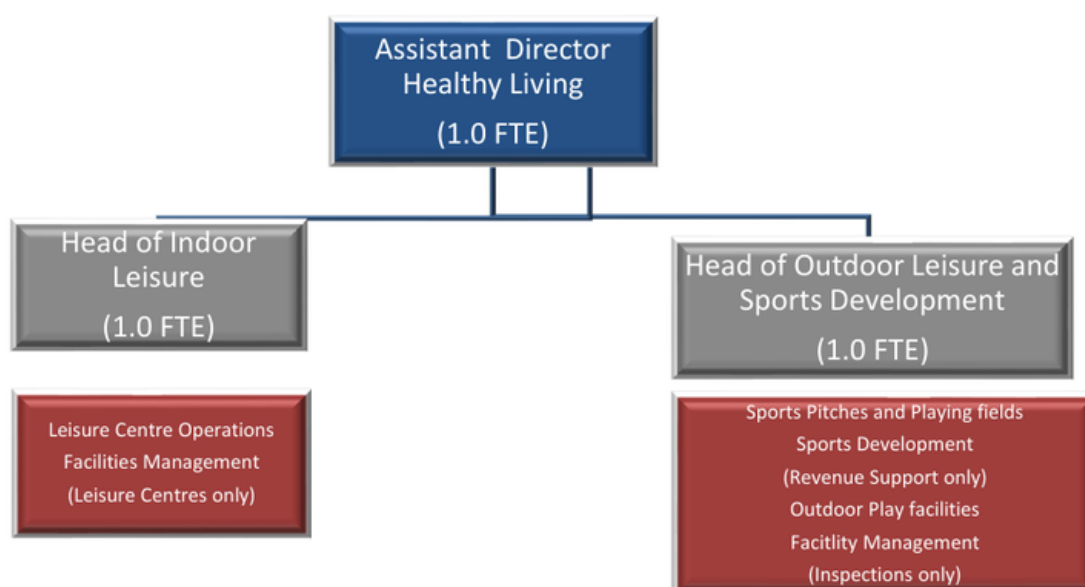 Assistant Director
Healthy Living
(1.0 FTE)
Head of Indoor
Leisure
(1.0 FTE)
Head of Outdoor Leisure and
Sports Development
(1.0 FTE)
Leisure Centre Operations
Facilities Management
(Leisure Centres only)
Sports Pitches and Playing fields
Sports Development
(Revenue Support only)
Outdoor Play facilities
Facitlity Management
(Inspections only)